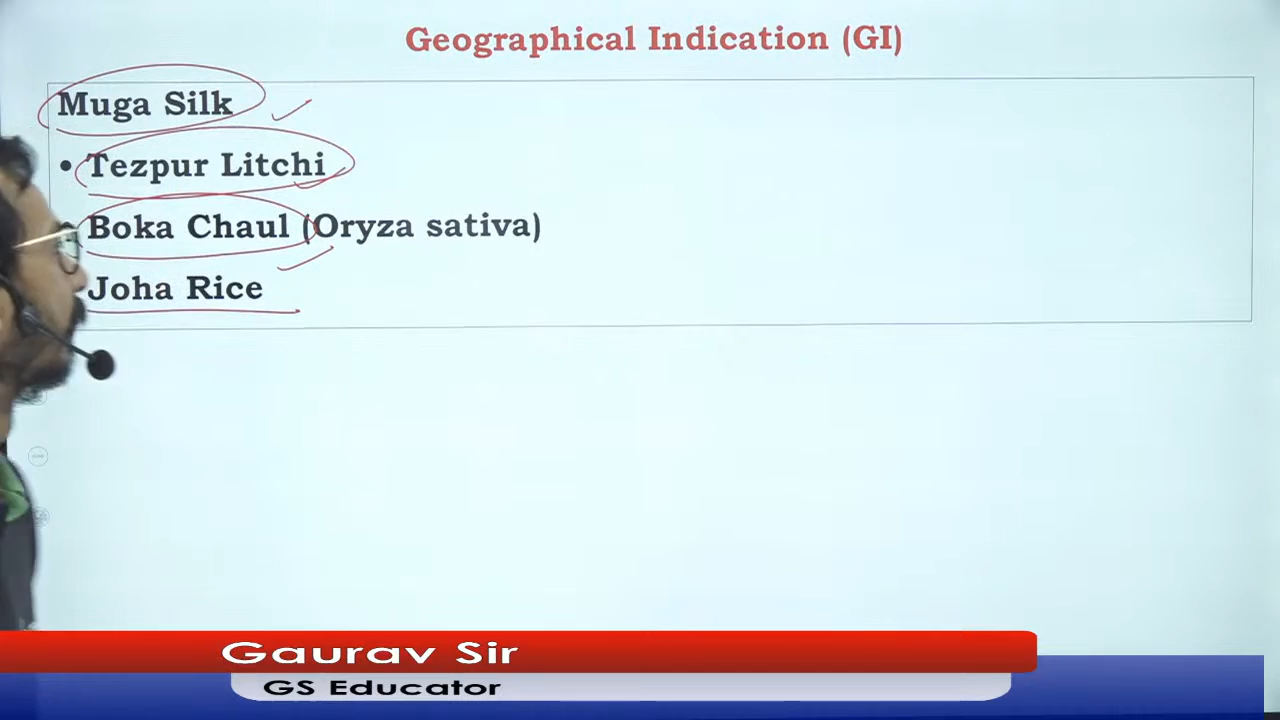 Geographical Indication (GI)
Muga Silk
• Tezpur Litchi
Boka Chaul (Oryza sativa)
Joha Rice
Gaurav Sir
GS Educator